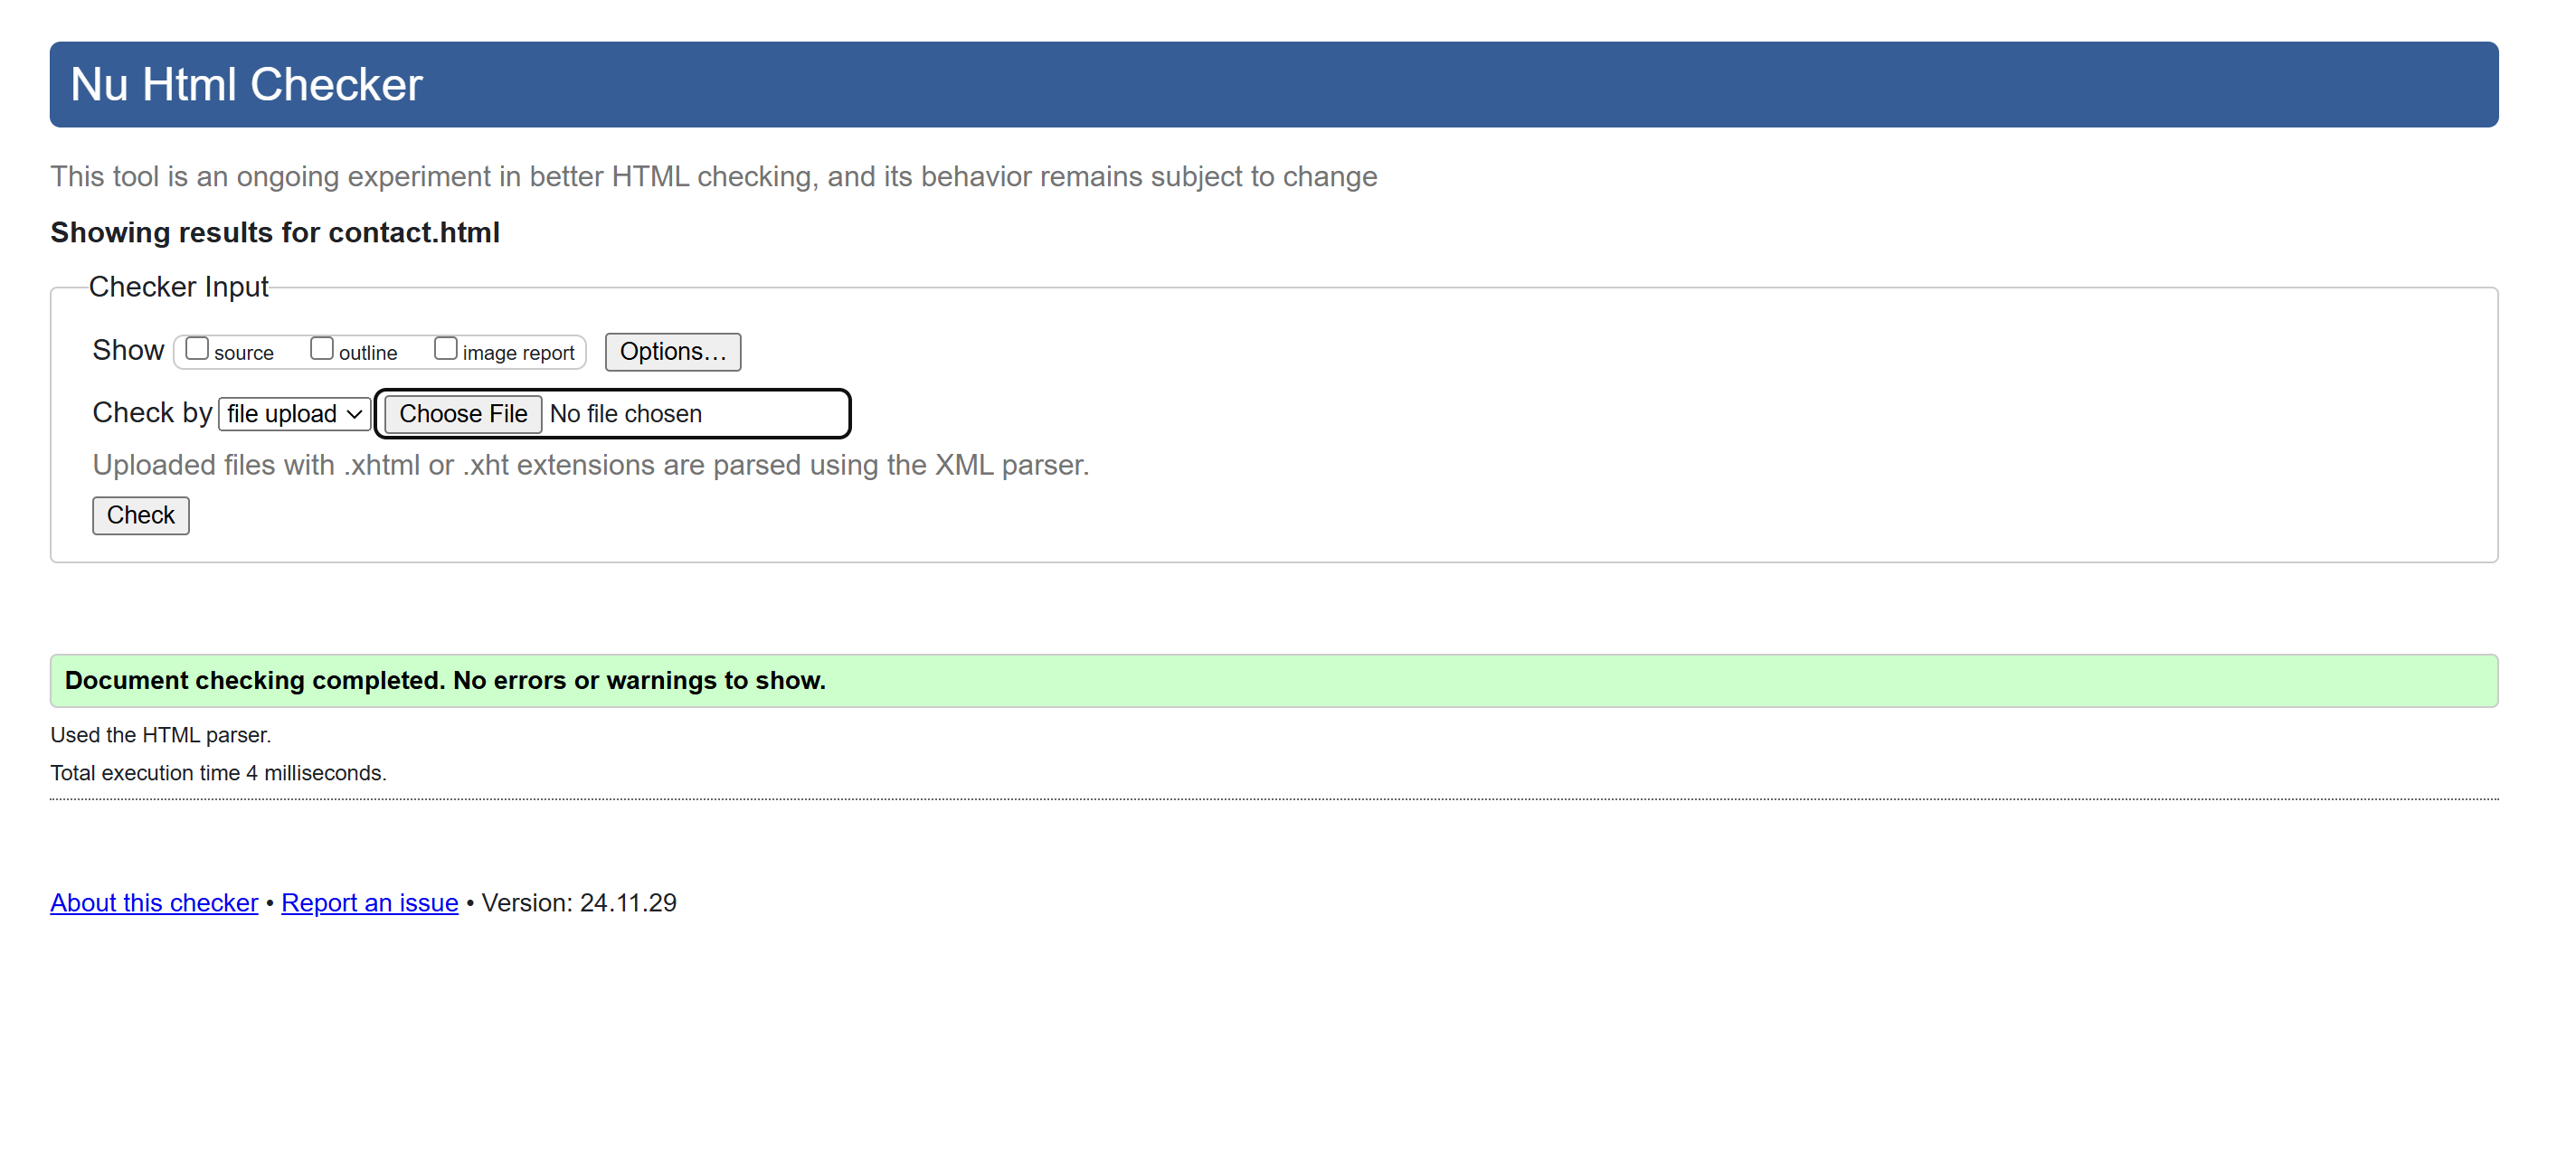 Nu Html Checker
This tool is an ongoing experiment in better HTML checking, and its behavior remains subject to change
Showing results for contact.html
Checker Input
Show source outline image report Options…
Check by file upload Choose File No file chosen
Uploaded files with .xhtml or .xht extensions are parsed using the XML parser.
Check
Document checking completed. No errors or warnings to show.
Used the HTML parser.
Total execution time 4 milliseconds.
About this checker • Report an issue • Version: 24.11.29